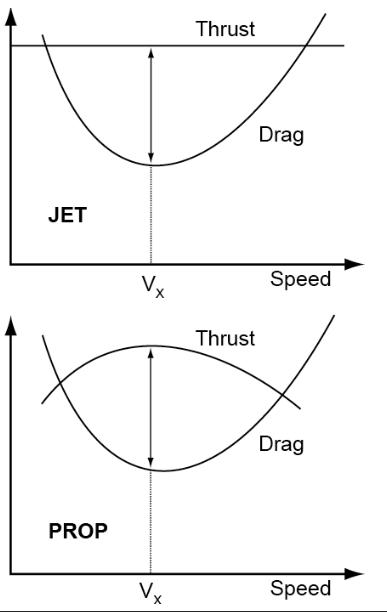 Thrust
Drag
JET
Vx
Speed
Thrust
Drag
PROP
Vx
Speed